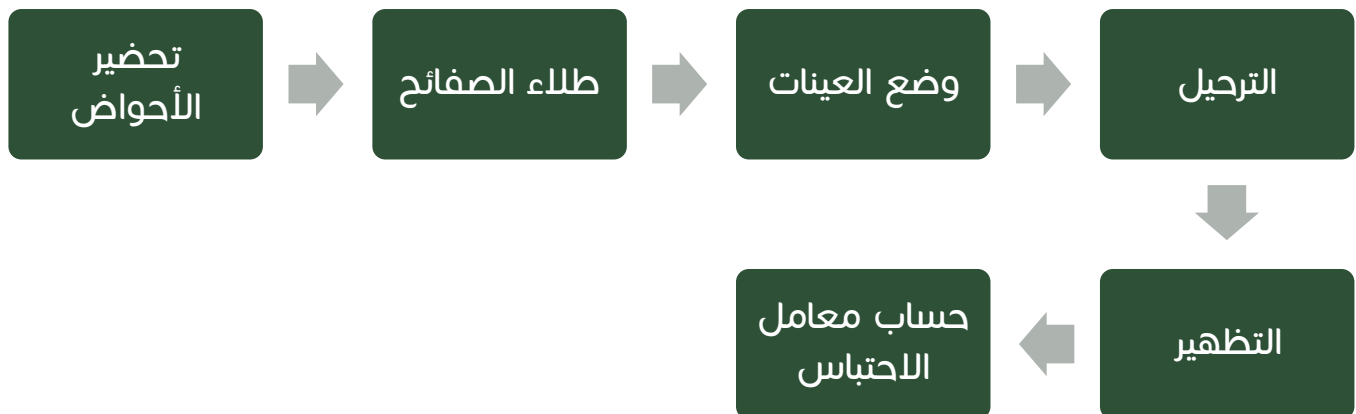 تحضير
الأحواض
طلاء الصفائح
وضع العينات
الترحيل
التظهير
حساب معامل
الاحتباس